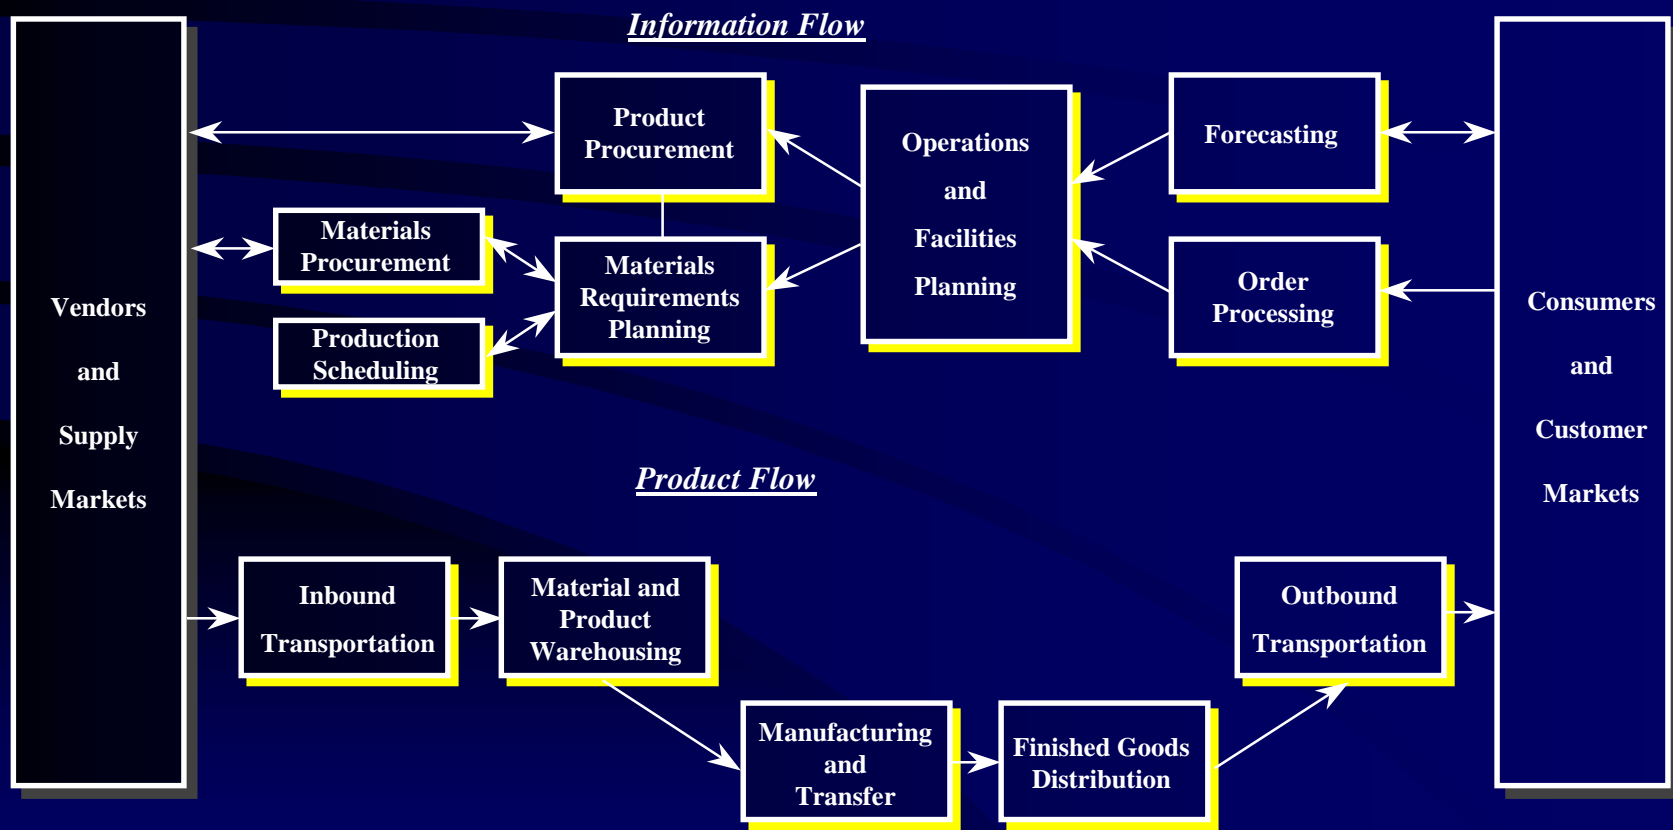 Information Flow
Vendors
and
Supply
Markets
Product
Procurement
Materials
Procurement
Production
Scheduling
Materials
Requirements
Planning
Operations
and
Facilities
Planning
Forecasting
Order
Processing
Consumers
and
Customer
Markets
Product Flow
Inbound
Transportation
Material and
Product
Warehousing
Manufacturing
and
Transfer
Finished Goods
Distribution
Outbound
Transportation